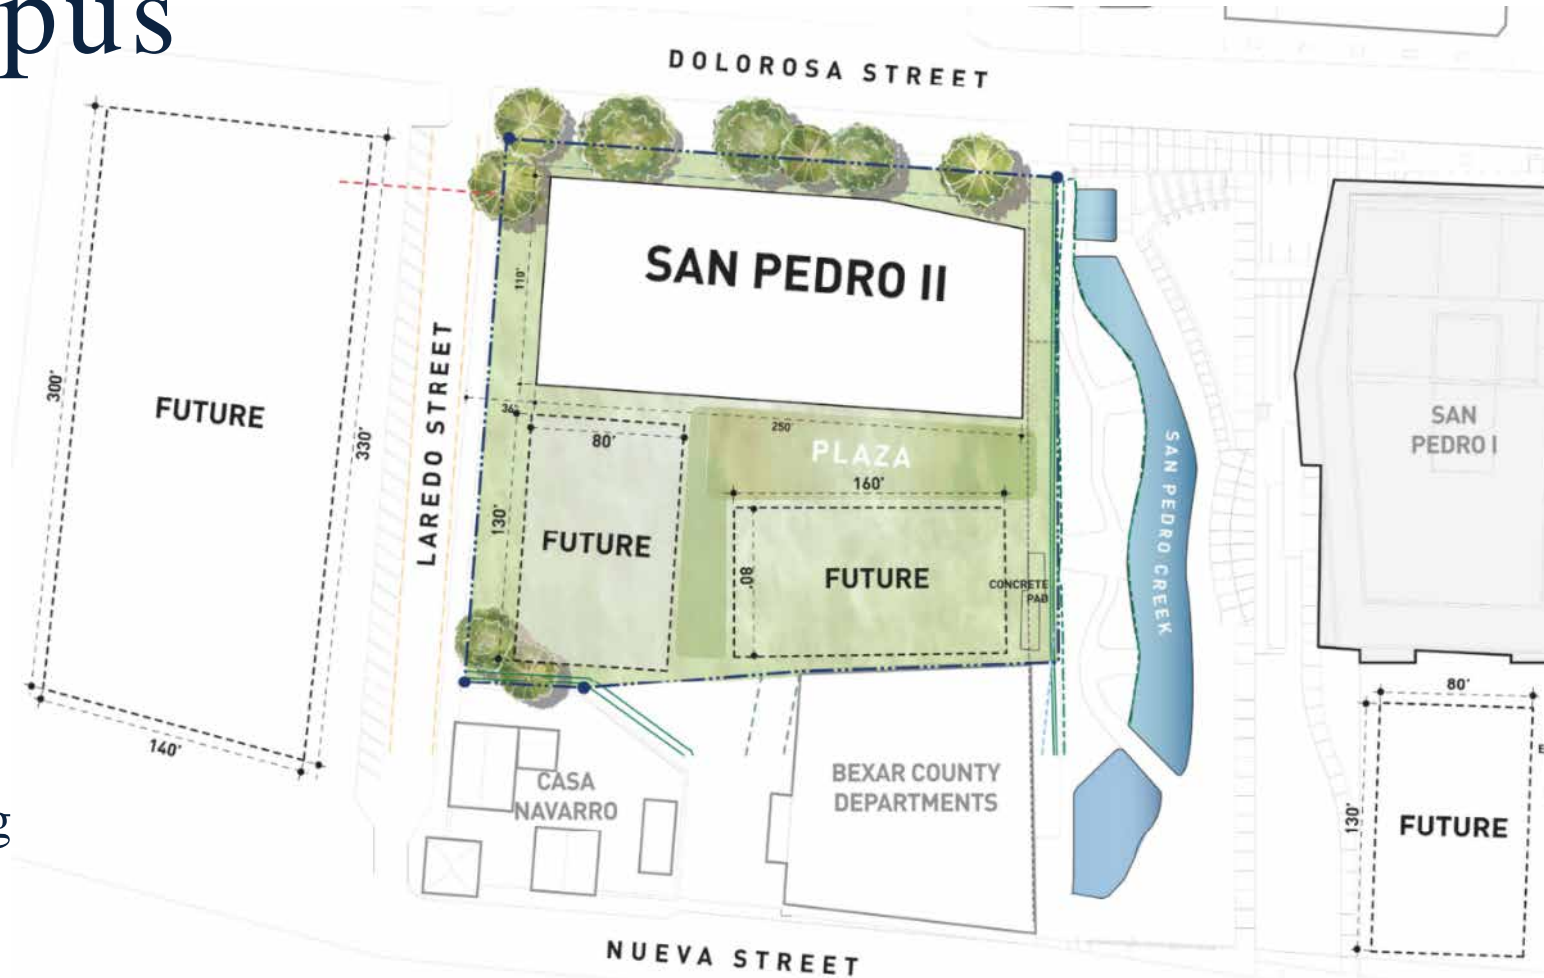 pus
DOLOROSA STREET
SAN PEDRO II
110'
300'
FUTURE
330'
LAREDO STREET
36'
80'
250'
PLAZA
160'
130'
FUTURE
80'
FUTURE
CONCRETE
PAD
SAN PEDRO CREEK
SAN
PEDRO I
140'
CASA
NAVARRO
BEXAR COUNTY
DEPARTMENTS
80'
E
130'
FUTURE
g
NUEVA STREET